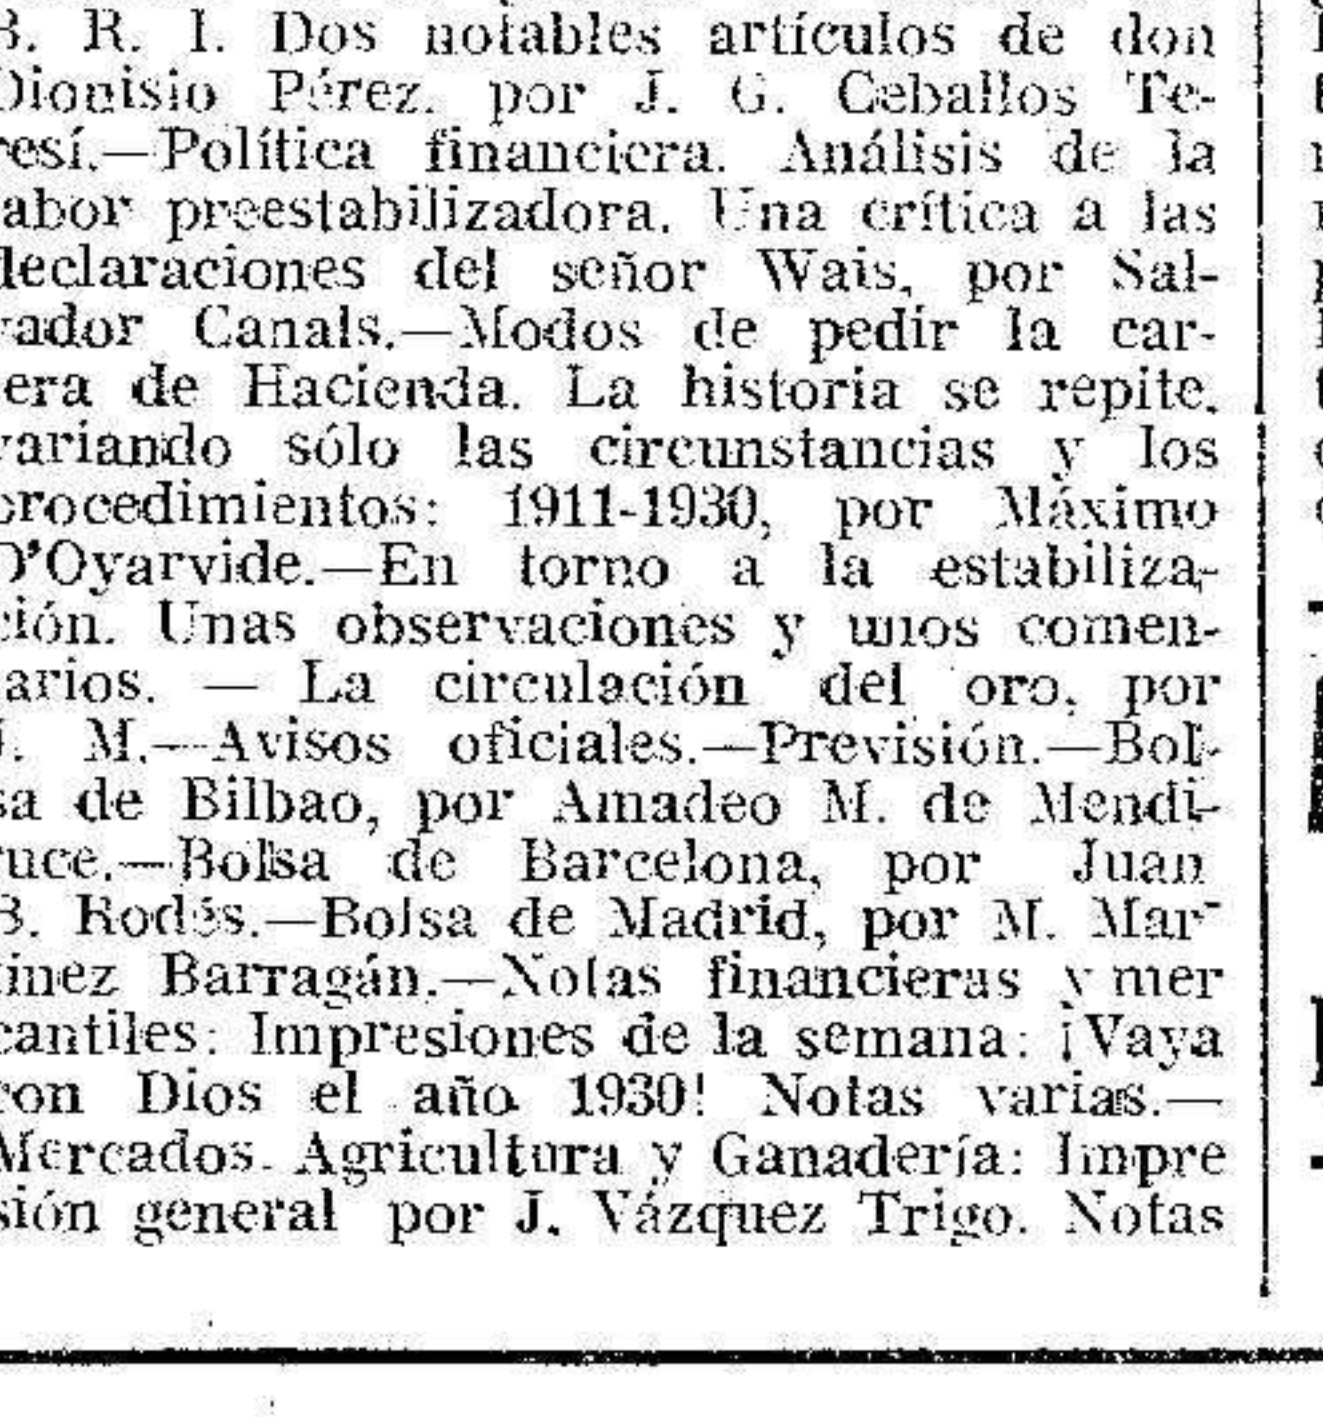 B. R. I. Dos notables artículos de don
Dionisio Pérez, por J. G. Ceballos Te-
resí.—Política financiera. Análisis de la
labor preestabilizadora. Una crítica a las
declaraciones del señor Wais, por Sal-
vador Canals.—Modos de pedir la car-
era de Hacienda. La historia se repite,
variando sólo las circunstancias y los
procedimientos: 1911-1930, por Máximo
D'Oyarvide.—En torno a la estabiliza-
ción. Unas observaciones y unos comen-
arios. — La circulación del oro, por
J. M.—Avisos oficiales.—Previsión.—Bol-
sa de Bilbao, por Amadeo M. de Mendi-
ruce.—Bolsa de Barcelona, por Juan
B. Rodés.—Bolsa de Madrid, por M. Mar-
tínez Barragán.—Notas financieras y mer
cantiles: Impresiones de la semana: ¡Vaya
con Dios el año 1930! Notas varias.—
Mercados. Agricultura y Ganadería: Impre
sión general por J. Vázquez Trigo. Notas